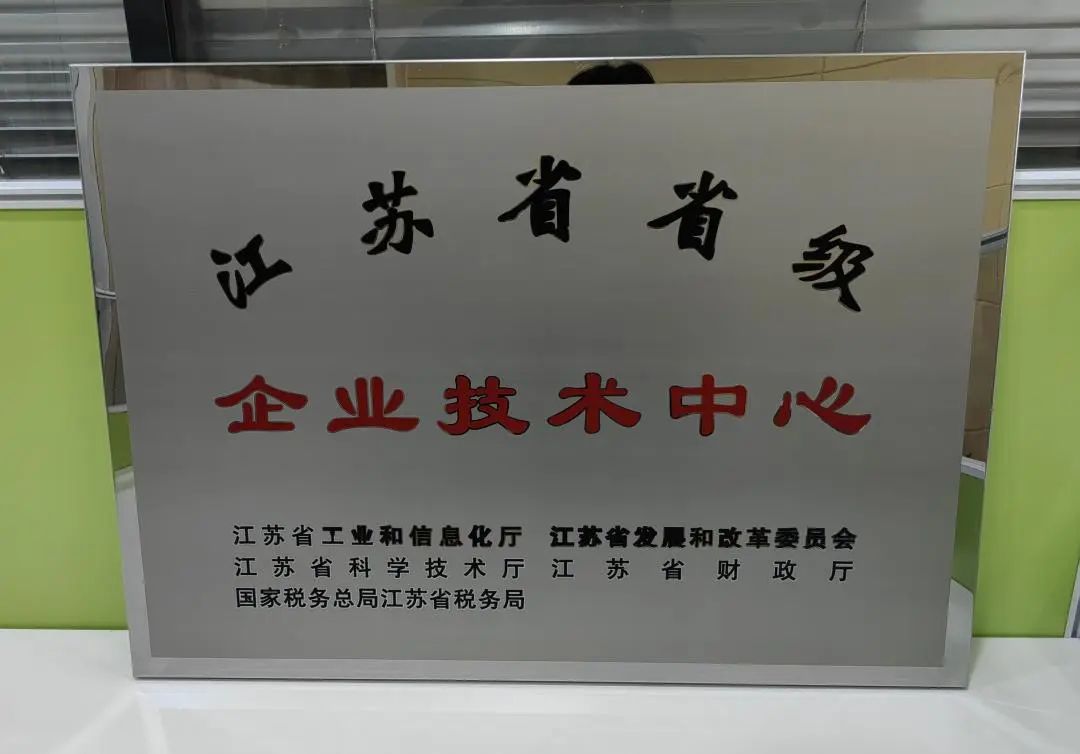 江苏省省级
企业技术中心
江苏省工业和信息化厅 江苏省发展和改革委员会
江苏省科学技术厅 江苏省财政厅
国家税务总局江苏省税务局